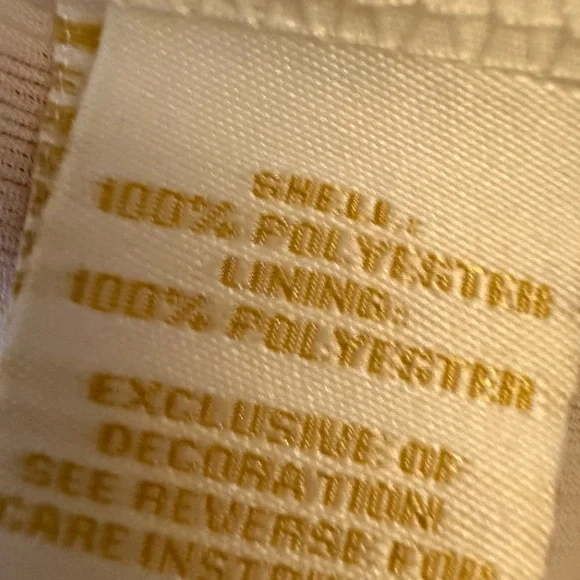 SHELL:
100% POLYESTER
LINING:
100% POLYESTER
EXCLUSIVE OF
DECORATION
SEE REVERSE FOR
CARE